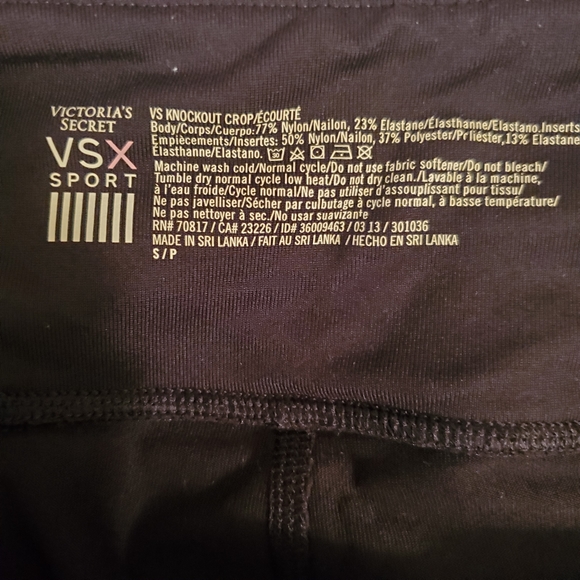 VICTORIA'S
SECRET
VSX
SPORT
VS KNOCKOUT CROP/ÉCOURTÉ
Body/Corps/Cuerpo:77% Nylon/Nailon, 23% Elastane/Élasthanne/Elastano.Inserts
Empiècements/Insertes: 50% Nylon/Nailon, 37% Polyester/Prliéster,13% Elastane
Élasthanne/Elastano.
Machine wash cold/Normal cycle/Do not use fabric softener/Do not bleach/
Tumble dry normal cycle low heat/Do not dry clean./Lavable à la machine,
à l'eau froide/Cycle normal/Ne pas utiliser d'assouplissant pour tissu/
Ne pas javelliser/Sécher par culbutage à cycle normal, à basse température/
Ne pas nettoyer à sec./No usar suavizante
RN# 70817 / CA# 23226 / ID# 36009463 / 03 13 / 301036
MADE IN SRI LANKA / FAIT AU SRI LANKA / HECHO EN SRI LANKA
S / P